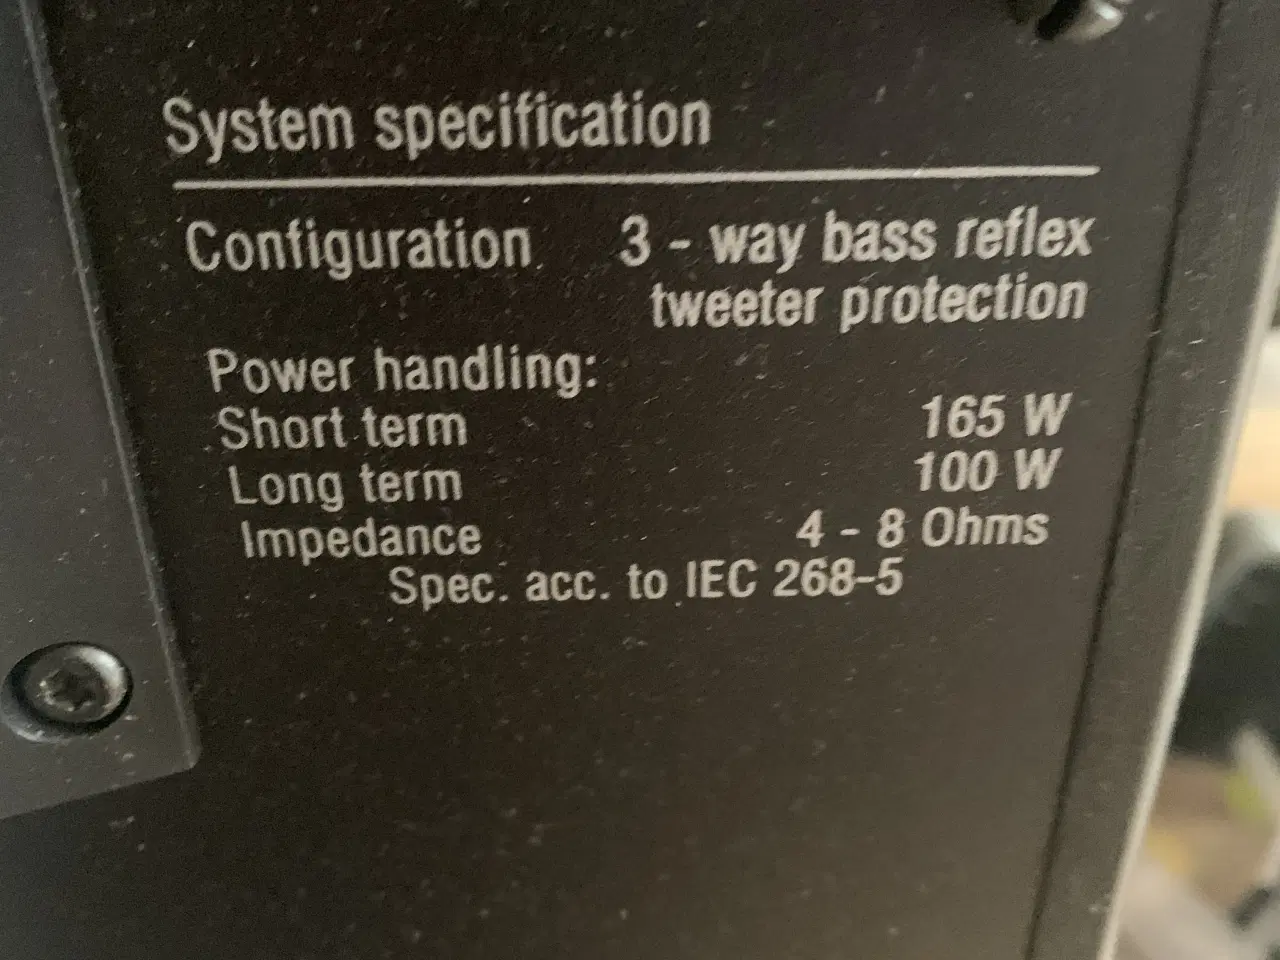 System specification
Configuration 3 - way bass reflex
tweeter protection
Power handling:
Short term 165 W
Long term 100 W
Impedance 4 - 8 Ohms
Spec. acc. to IEC 268-5